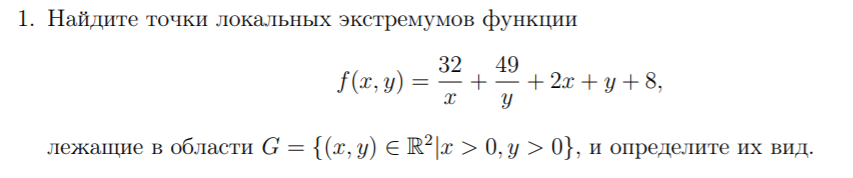 1. Найдите точки локальных экстремумов функции
f(x, y) = 32/x + 49/y + 2x + y + 8,
лежащие в области G = {(x, y) ∈ ℝ²|x > 0, y > 0}, и определите их вид.